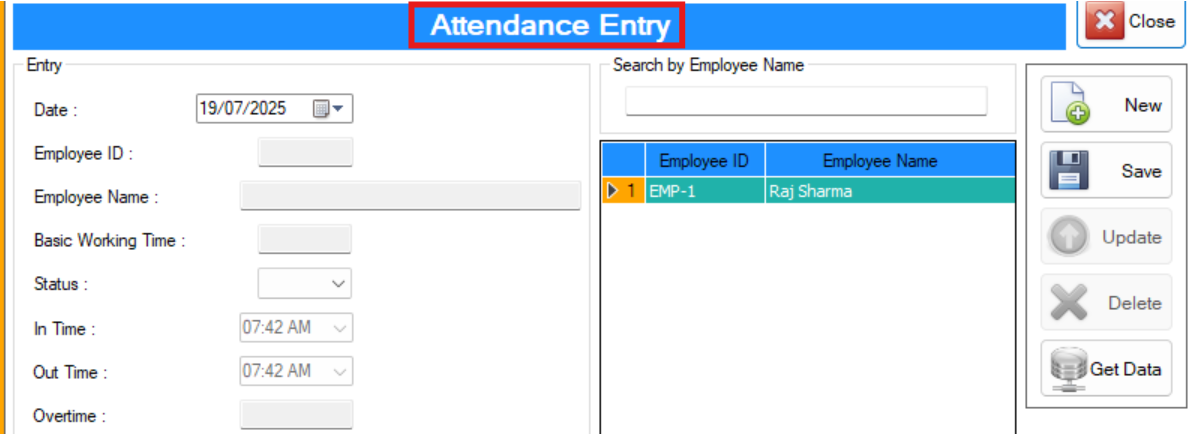 Attendance Entry
Close
Entry
Date : 19/07/2025
Employee ID :
Employee Name :
Basic Working Time :
Status :
In Time : 07:42 AM
Out Time : 07:42 AM
Overtime :
Search by Employee Name
Employee ID Employee Name
1 EMP-1 Raj Sharma
New
Save
Update
Delete
Get Data